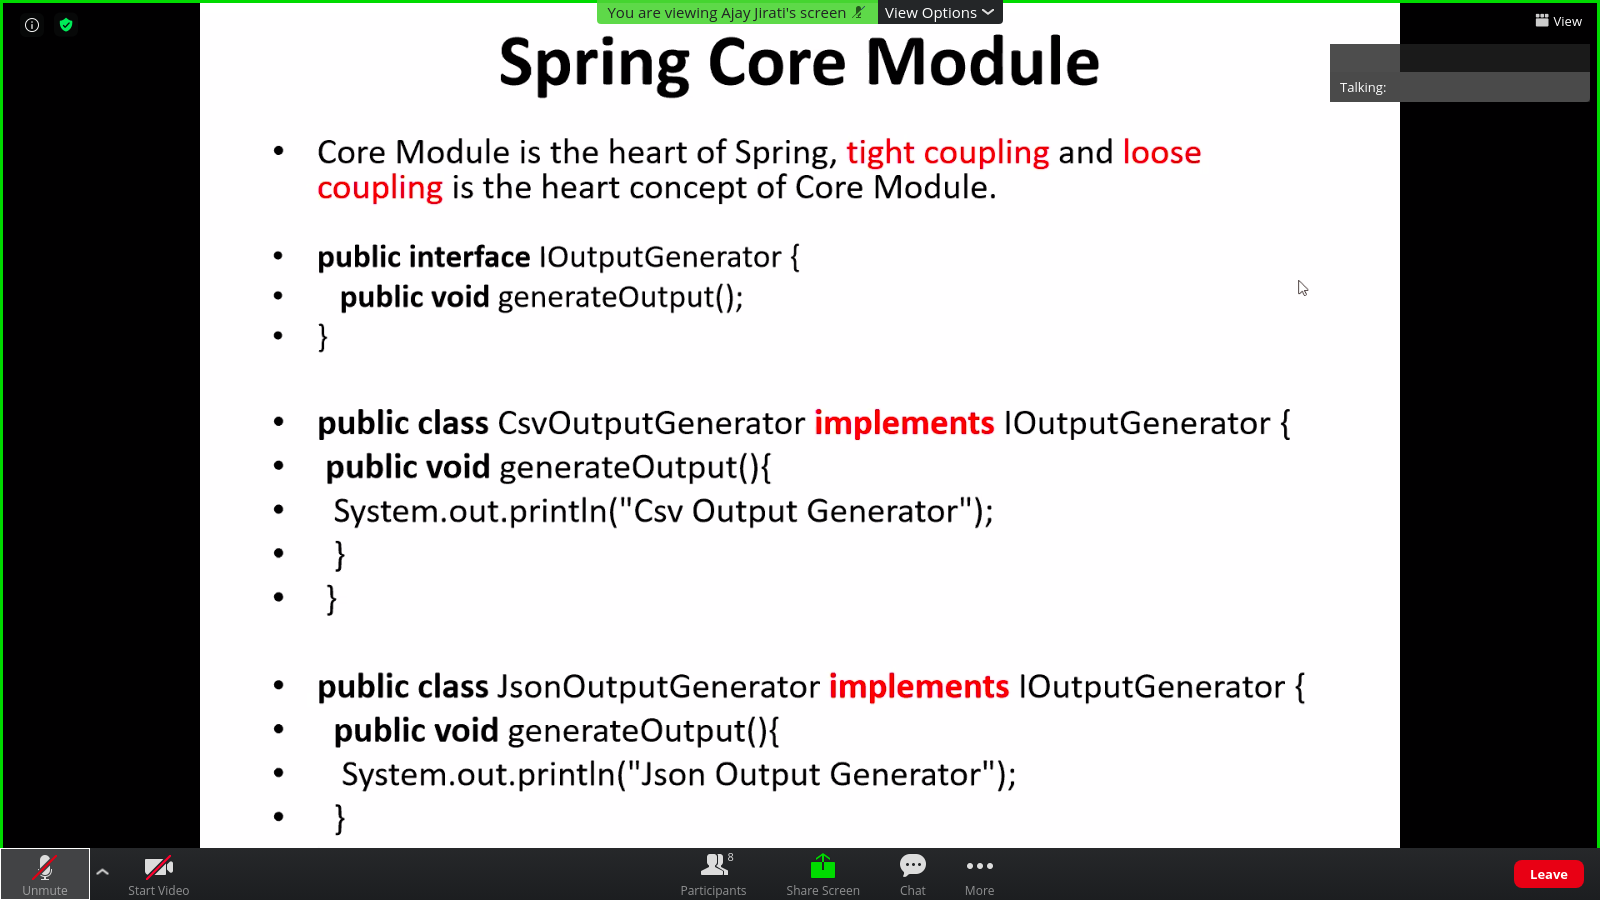 You are viewing Ajay Jirati's screen
View Options
View
Talking:
Spring Core Module
• Core Module is the heart of Spring, tight coupling and loose
coupling is the heart concept of Core Module.
• public interface IOutputGenerator {
• public void generateOutput();
• }
• public class CsvOutputGenerator implements IOutputGenerator {
• public void generateOutput(){
• System.out.println("Csv Output Generator");
• }
• }
• public class JsonOutputGenerator implements IOutputGenerator {
• public void generateOutput(){
• System.out.println("Json Output Generator");
• }
Unmute
Start Video
8
Participants
Share Screen
Chat
More
Leave